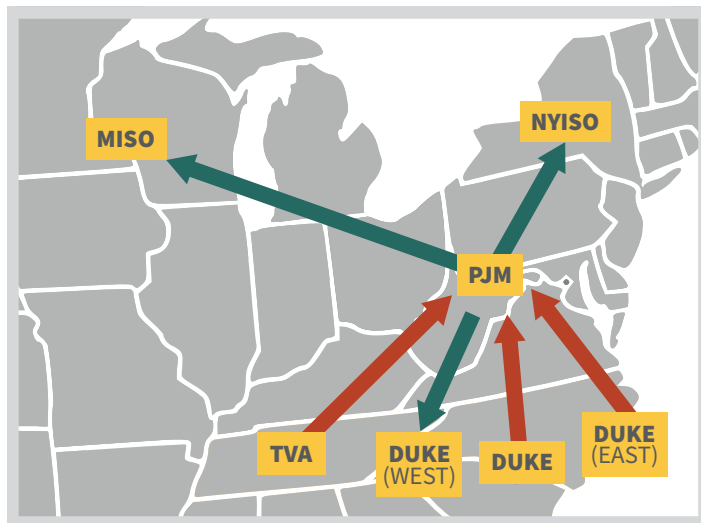 MISO
NYISO
PJM
TVA
DUKE
(WEST)
DUKE
DUKE
(EAST)